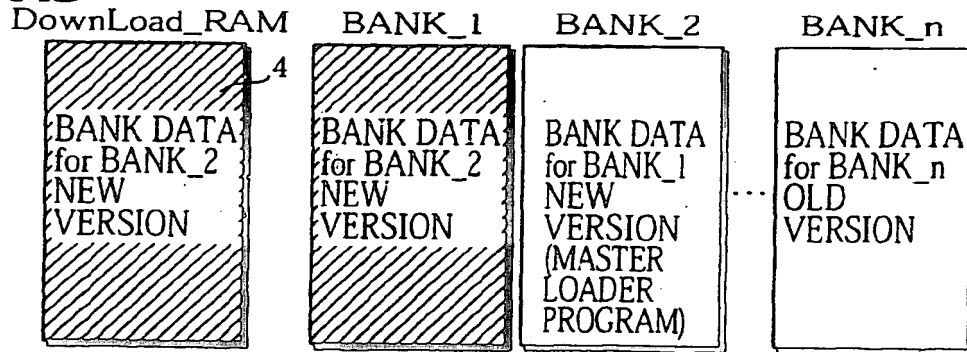 DownLoad_RAM
BANK_1
BANK_2
BANK_n
4
BANK DATA
for BANK_2
NEW
VERSION
BANK DATA
for BANK_2
NEW
VERSION
BANK DATA
for BANK_1
NEW
VERSION
(MASTER
LOADER
PROGRAM)
...
BANK DATA
for BANK_n
OLD
VERSION